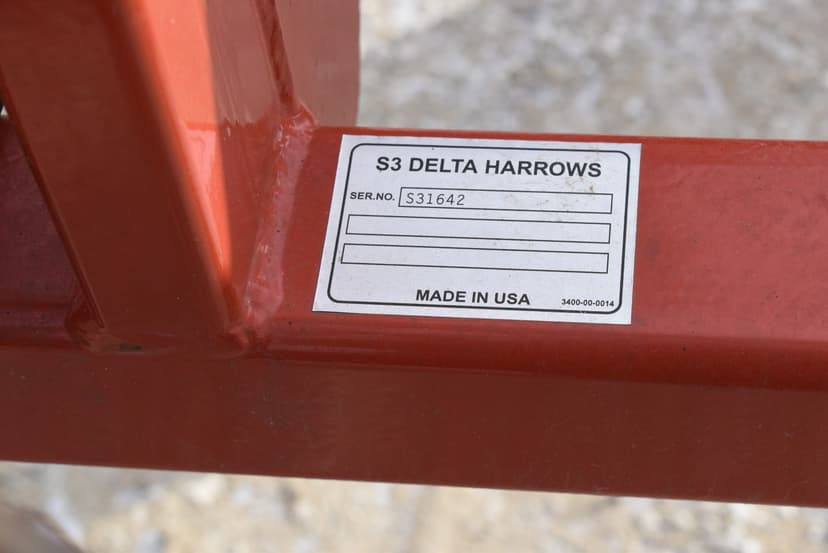 S3 DELTA HARROWS
SER.NO. S31642
MADE IN USA 3400-00-0014